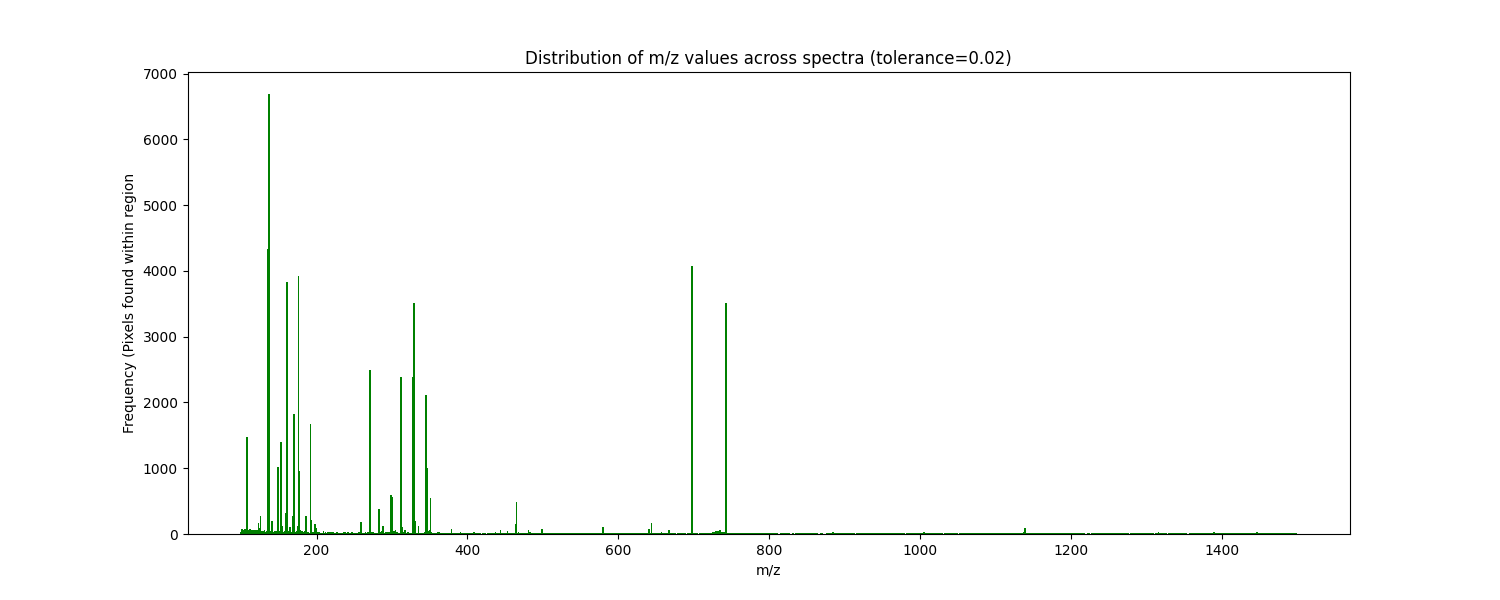 Distribution of m/z values across spectra (tolerance=0.02)
Frequency (Pixels found within region
7000
6000
5000
4000
3000
2000
1000
0
200 400 600 800 1000 1200 1400
m/z